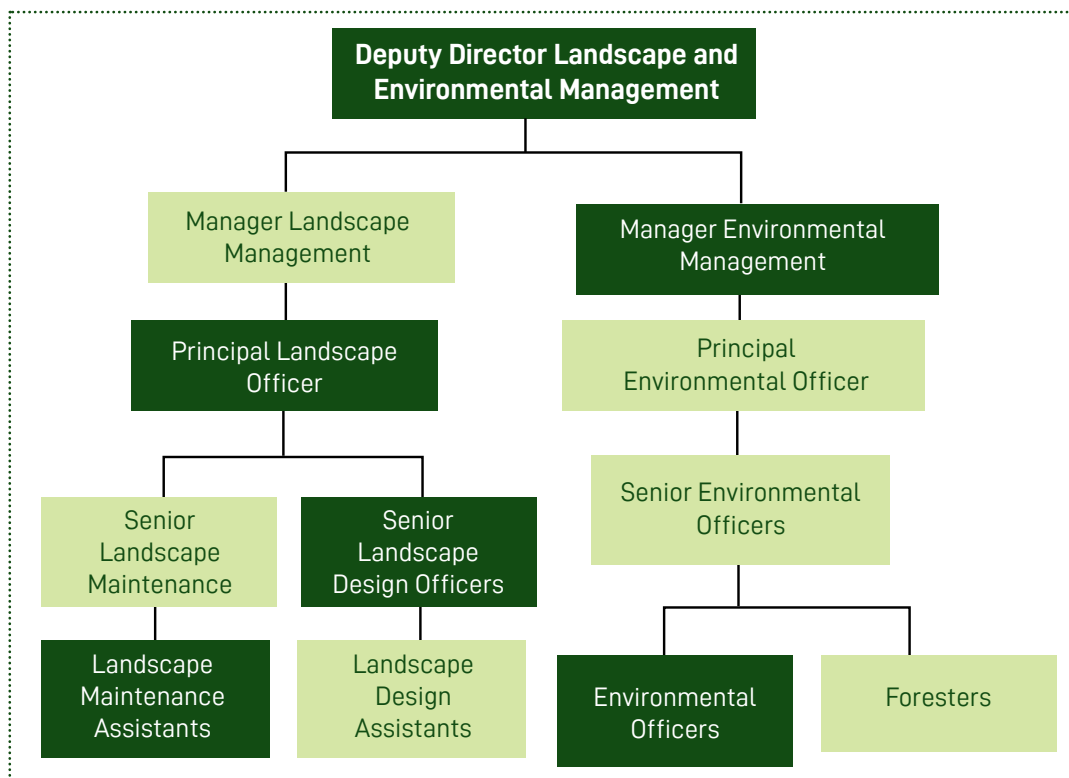 Deputy Director Landscape and
Environmental Management
Manager Landscape
Management
Manager Environmental
Management
Principal Landscape
Officer
Principal
Environmental Officer
Senior
Landscape
Maintenance
Senior
Landscape
Design Officers
Senior Environmental
Officers
Landscape
Maintenance
Assistants
Landscape
Design
Assistants
Environmental
Officers
Foresters